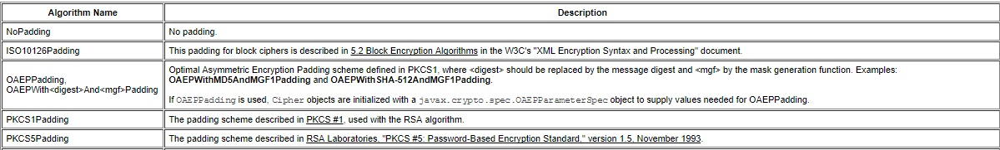 Algorithm Name Description
NoPadding No padding.
ISO10126Padding This padding for block ciphers is described in 5.2 Block Encryption Algorithms in the W3C's "XML Encryption Syntax and Processing" document.
OAEPPadding,
OAEPWith<digest>And<mgf>Padding
Optimal Asymmetric Encryption Padding scheme defined in PKCS1, where <digest> should be replaced by the message digest and <mgf> by the mask generation function. Examples:
OAEPWithMD5AndMGF1Padding and OAEPWithSHA-512AndMGF1Padding.
If OAEPPadding is used, Cipher objects are initialized with a javax.crypto.spec.OAEPParameterSpec object to supply values needed for OAEPPadding.
PKCS1Padding The padding scheme described in PKCS #1, used with the RSA algorithm.
PKCS5Padding The padding scheme described in RSA Laboratories, "PKCS #5: Password-Based Encryption Standard," version 1.5, November 1993.